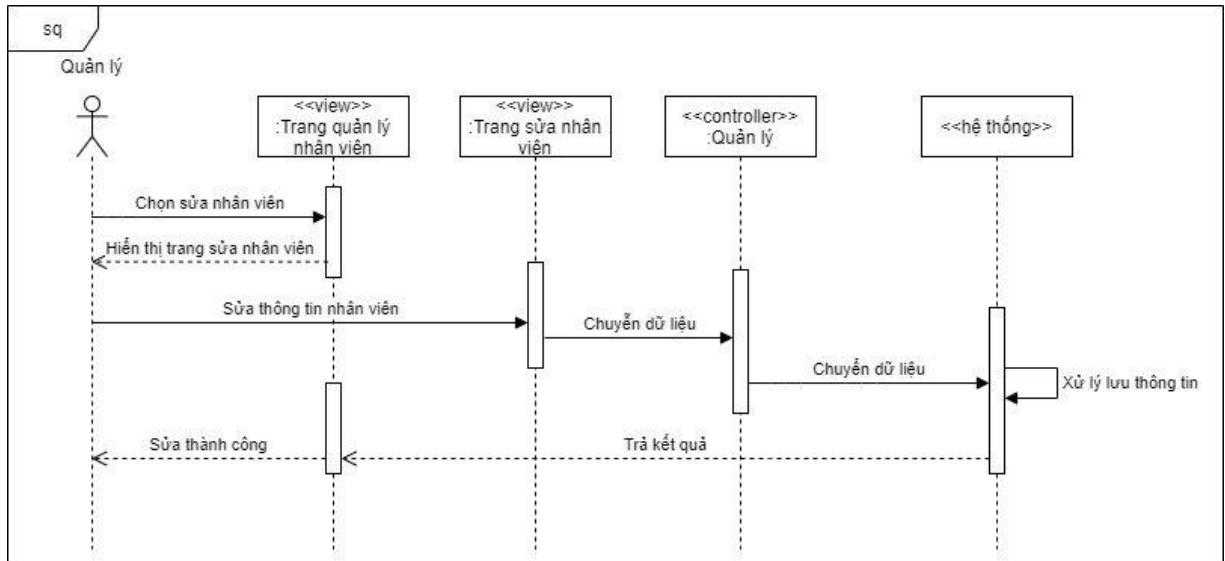 sq
Quản lý
<<view>>
:Trang quản lý
nhân viên
<<view>>
:Trang sửa nhân
viên
<<controller>>
:Quản lý
<<hệ thống>>
Chọn sửa nhân viên
Hiển thị trang sửa nhân viên
Sửa thông tin nhân viên
Chuyển dữ liệu
Chuyển dữ liệu
Xử lý lưu thông tin
Sửa thành công
Trả kết quả